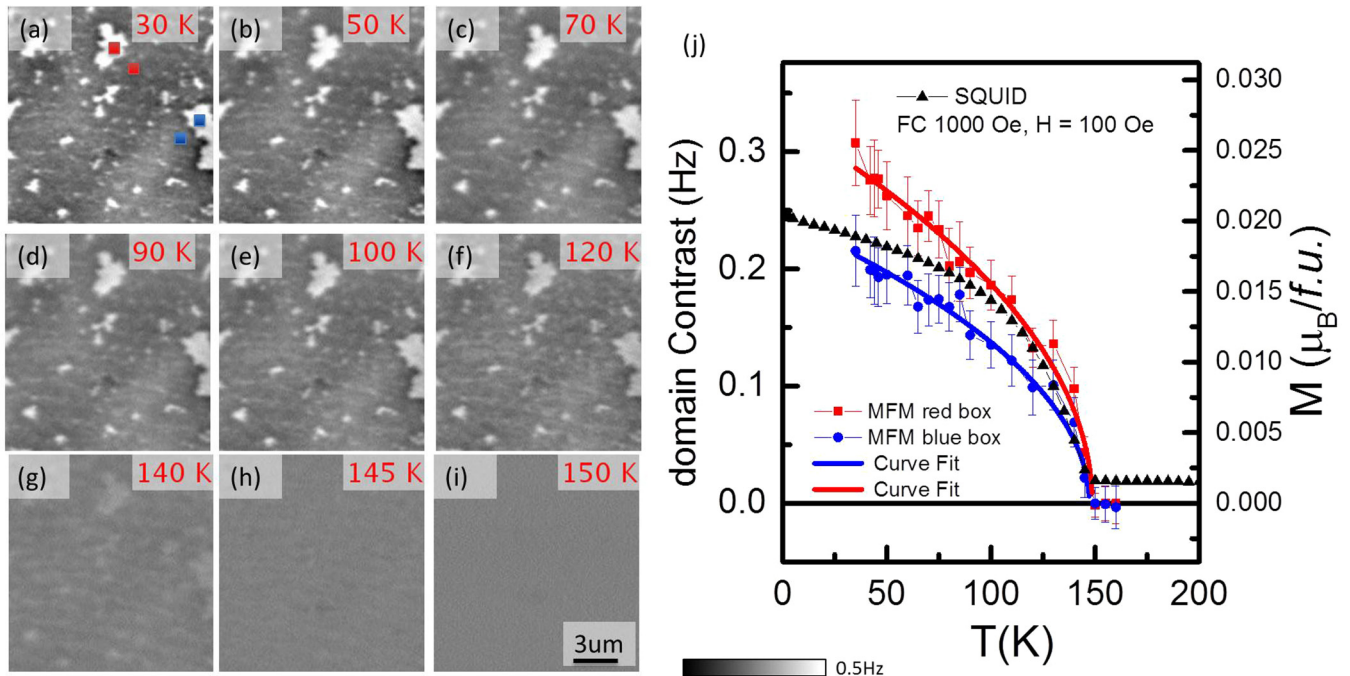 (a) 30 K
(b) 50 K
(c) 70 K
(d) 90 K
(e) 100 K
(f) 120 K
(g) 140 K
(h) 145 K
(i) 150 K
3um
0.5Hz
(j)
SQUID
FC 1000 Oe, H = 100 Oe
MFM red box
MFM blue box
Curve Fit
Curve Fit
domain Contrast (Hz)
0.3
0.2
0.1
0.0
M (μB/f.u.)
0.030
0.025
0.020
0.015
0.010
0.005
0.000
0 50 100 150 200
T(K)